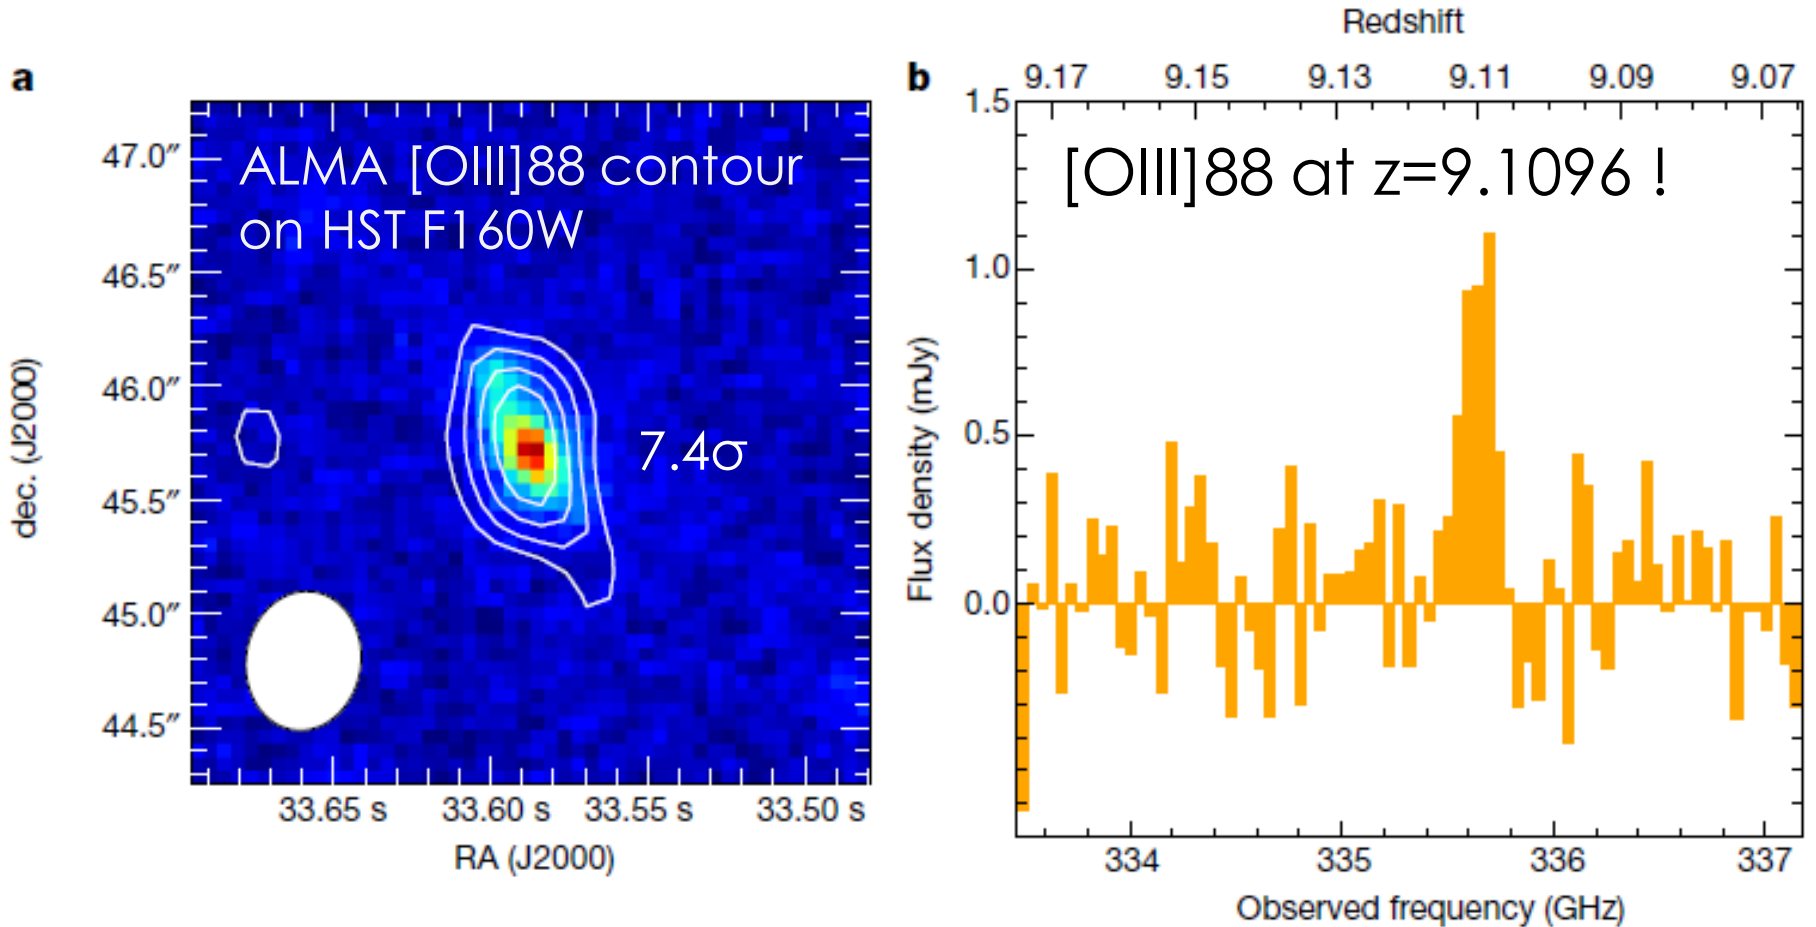 a
ALMA [OIII]88 contour
on HST F160W
7.4σ
47.0″
46.5″
46.0″
45.5″
45.0″
44.5″
dec. (J2000)
33.65 s 33.60 s 33.55 s 33.50 s
RA (J2000)
b
Redshift
9.17 9.15 9.13 9.11 9.09 9.07
[OIII]88 at z=9.1096 !
1.5
1.0
0.5
0.0
Flux density (mJy)
334 335 336 337
Observed frequency (GHz)